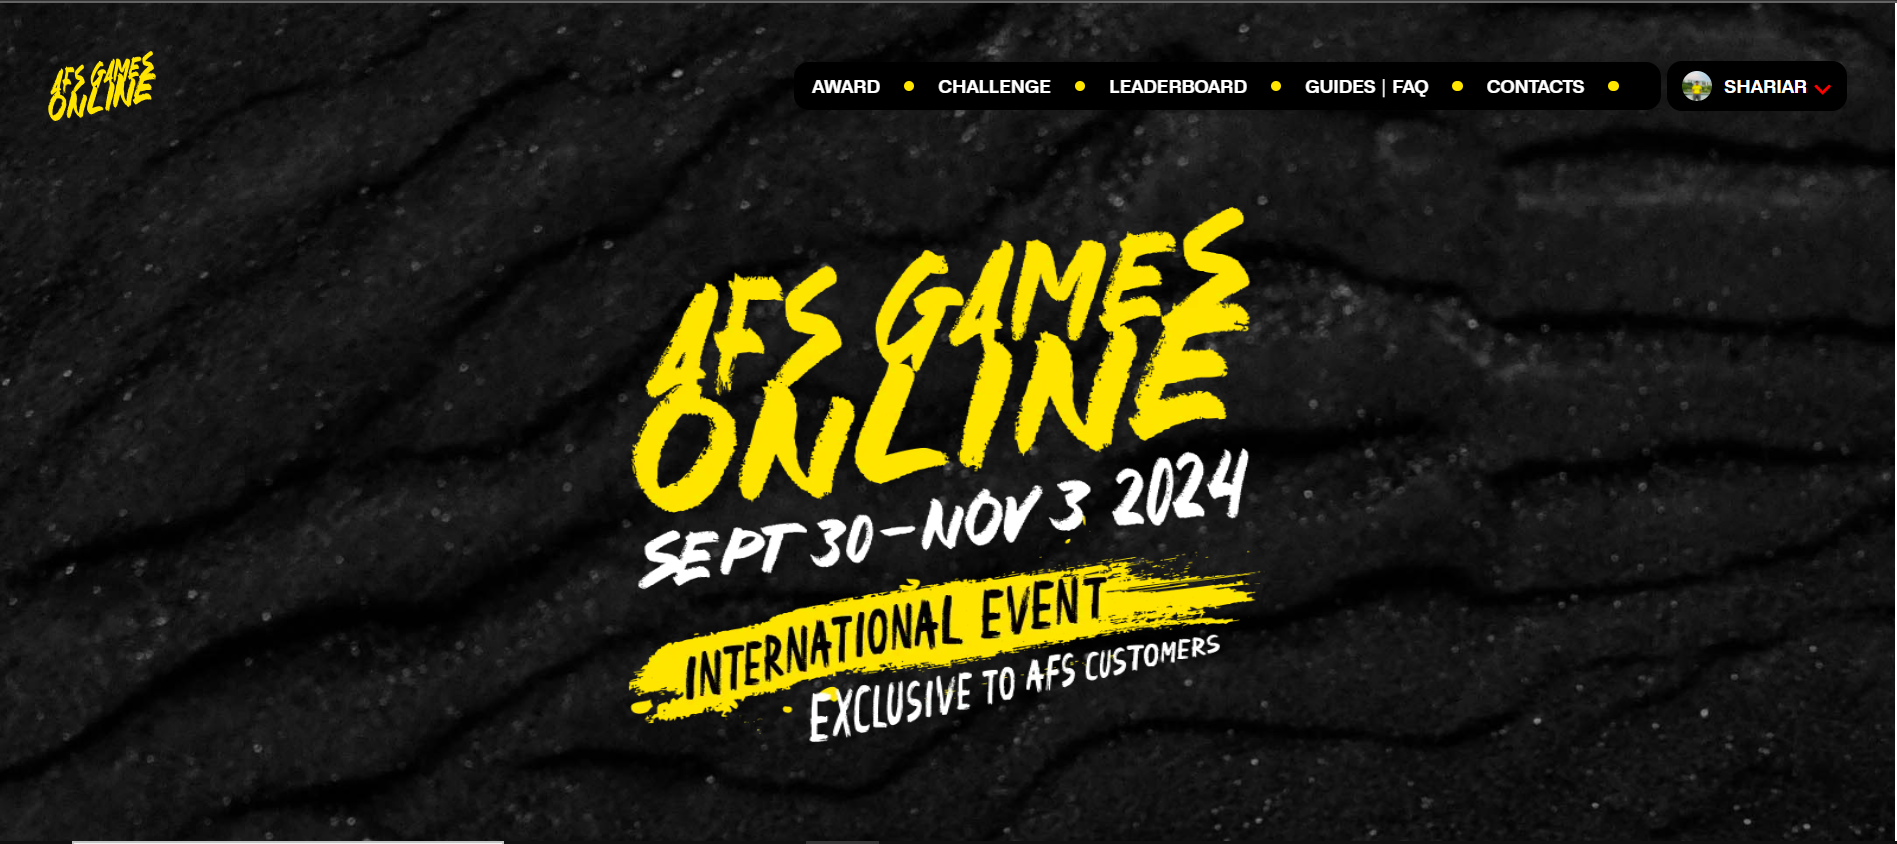 AFS GAMES
ONLINE
AWARD CHALLENGE LEADERBOARD GUIDES | FAQ CONTACTS SHARIAR
AFS GAMES
ONLINE
SEPT 30-NOV 3 2024
INTERNATIONAL EVENT
EXCLUSIVE TO AFS CUSTOMERS